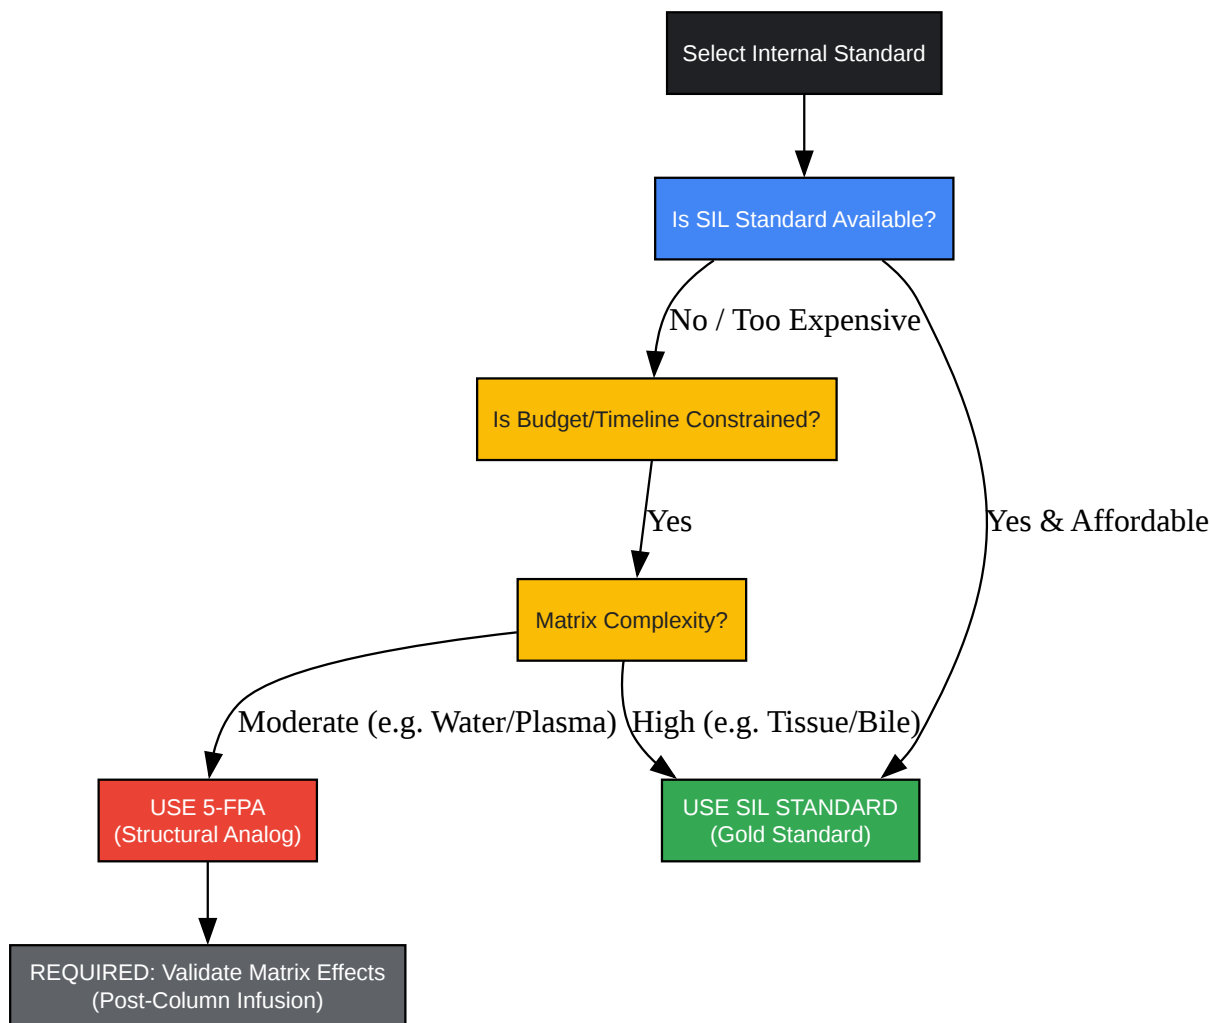 Select Internal Standard
Is SIL Standard Available?
No / Too Expensive
Is Budget/Timeline Constrained?
Yes
Yes & Affordable
Matrix Complexity?
Moderate (e.g. Water/Plasma)
High (e.g. Tissue/Bile)
USE 5-FPA
(Structural Analog)
USE SIL STANDARD
(Gold Standard)
REQUIRED: Validate Matrix Effects
(Post-Column Infusion)